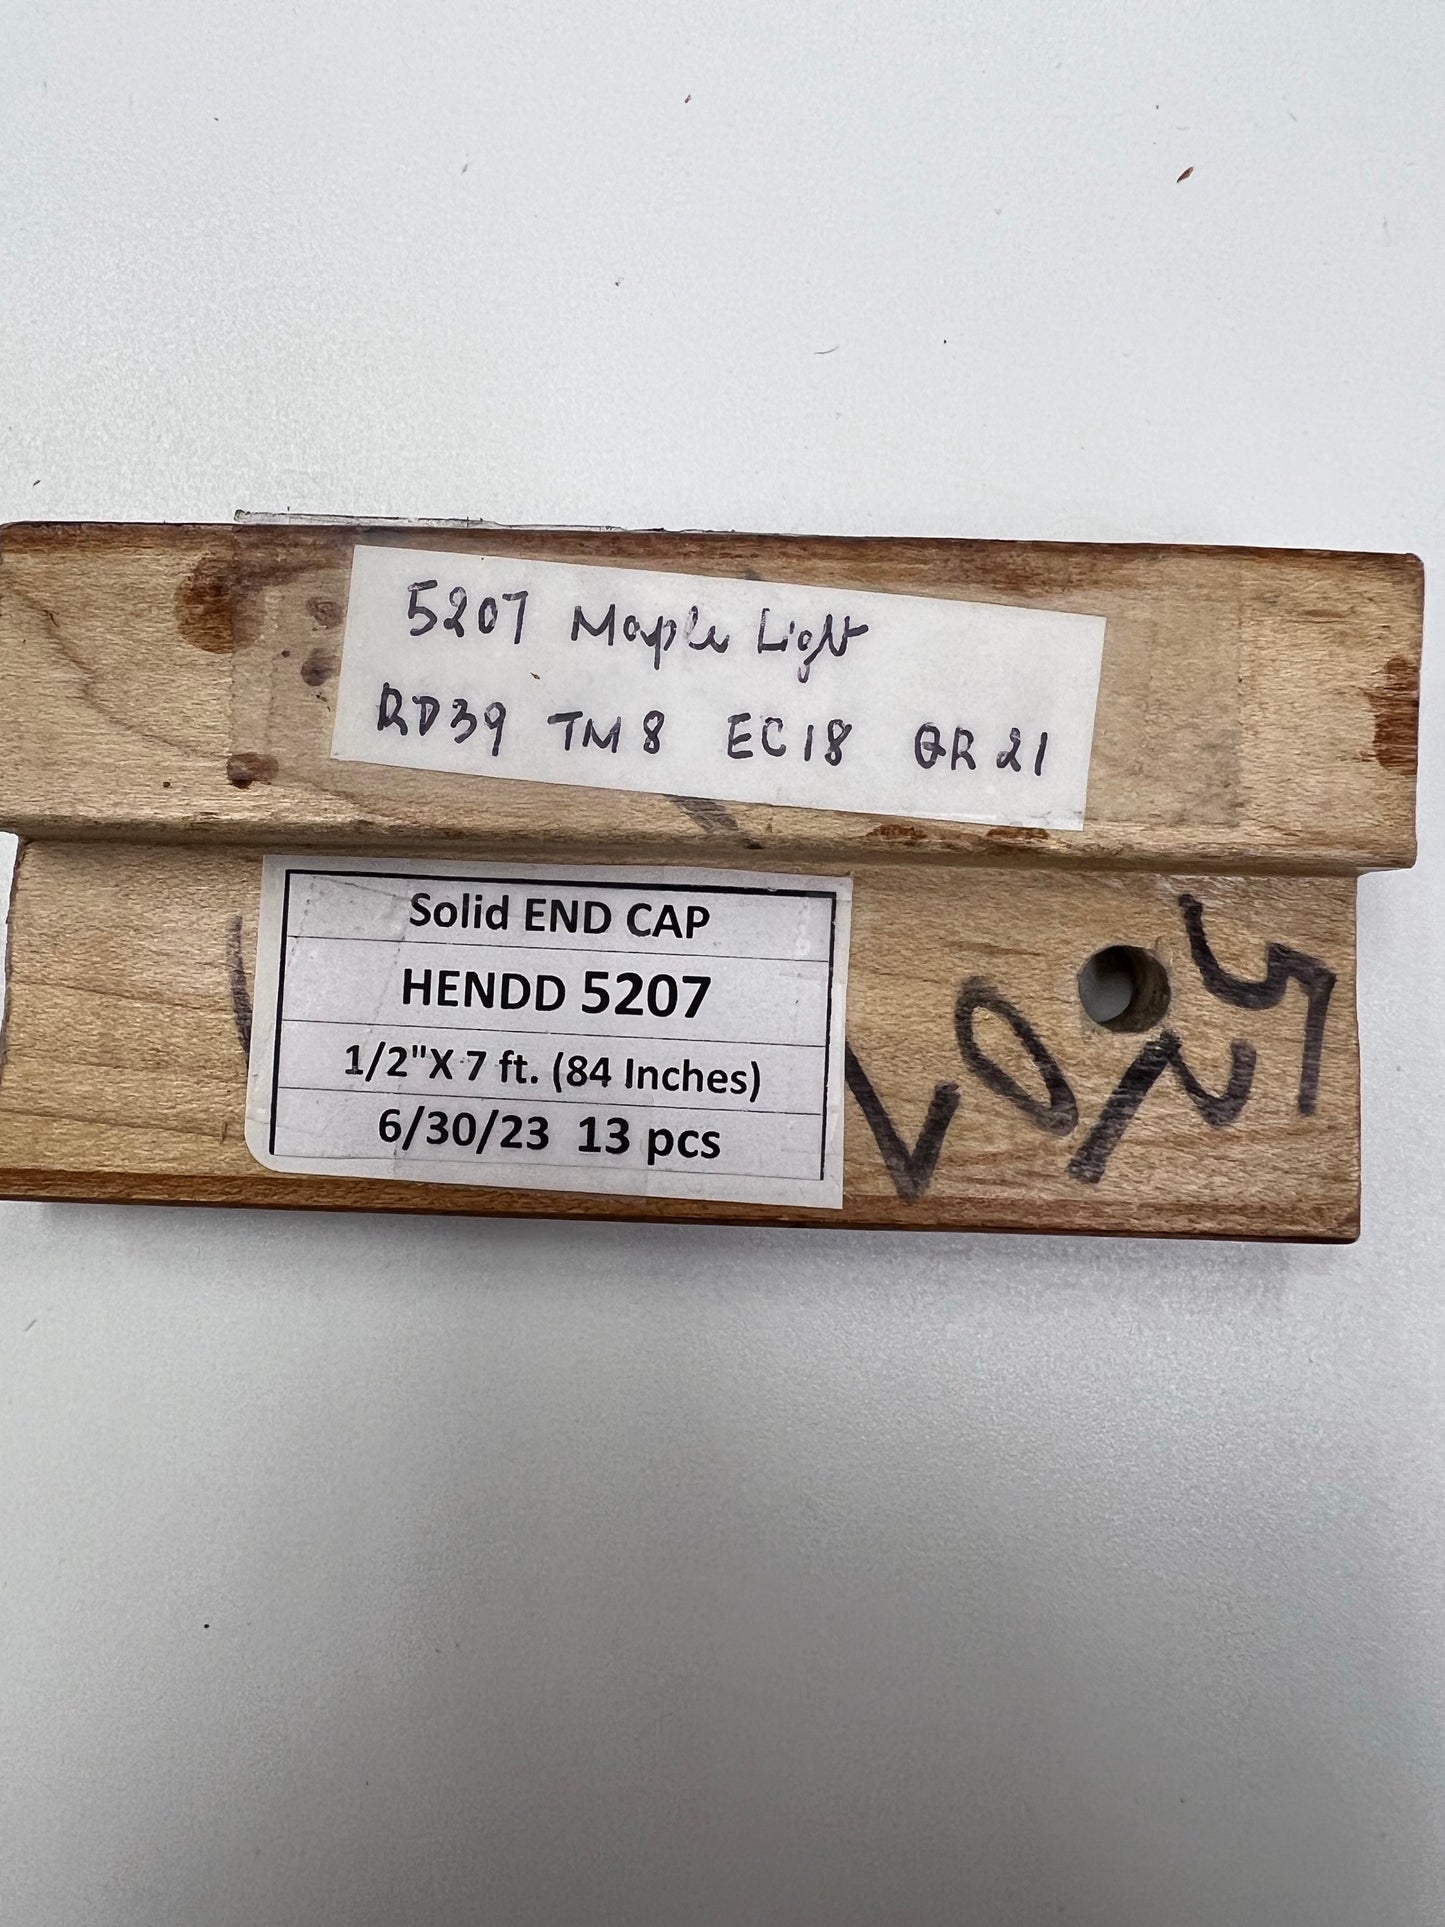 5207 Maple Light
RD39 TM8 EC18 QR21
Solid END CAP
HENDD 5207
1/2"X 7 ft. (84 Inches)
6/30/23 13 pcs
5207